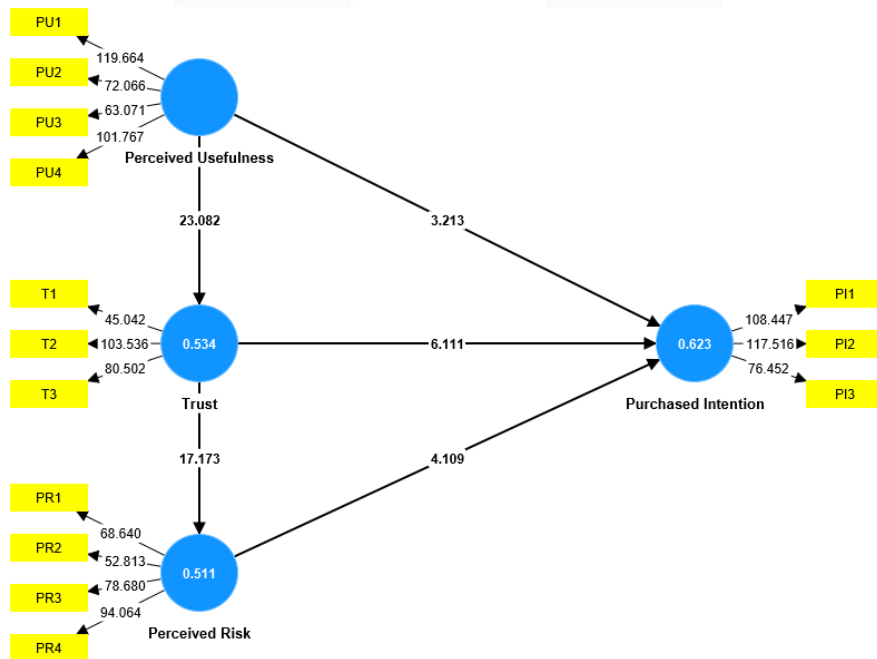 PU1
119.664
PU2
72.066
PU3
63.071
101.767
PU4
Perceived Usefulness
23.082
3.213
T1
45.042
T2
103.536
T3
80.502
0.534
Trust
6.111
0.623
Purchased Intention
PI1
108.447
PI2
117.516
PI3
76.452
17.173
4.109
PR1
68.640
PR2
52.813
PR3
78.680
94.064
PR4
0.511
Perceived Risk